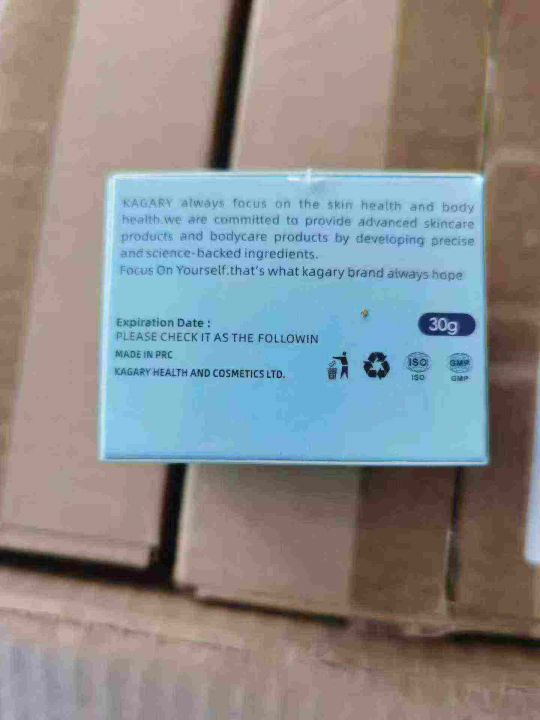 KAGARY always focus on the skin health and body
health.we are committed to provide advanced skincare
products and bodycare products by developing precise
and science-backed ingredients.
Focus On Yourself.that's what kagary brand always hope
30g
Expiration Date :
PLEASE CHECK IT AS THE FOLLOWIN
MADE IN PRC
KAGARY HEALTH AND COSMETICS LTD.
ISO
GMP
ISO
GMP